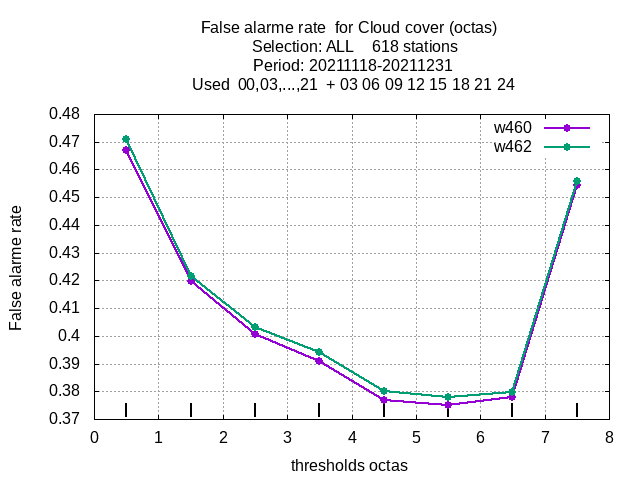 False alarme rate  for Cloud cover (octas)
Selection: ALL    618 stations
Period: 20211118-20211231
Used  00,03,...,21  + 03 06 09 12 15 18 21 24
w460
w462
0.48
0.47
0.46
0.45
0.44
0.43
0.42
0.41
0.4
0.39
0.38
0.37
False alarme rate
0 1 2 3 4 5 6 7 8
thresholds octas